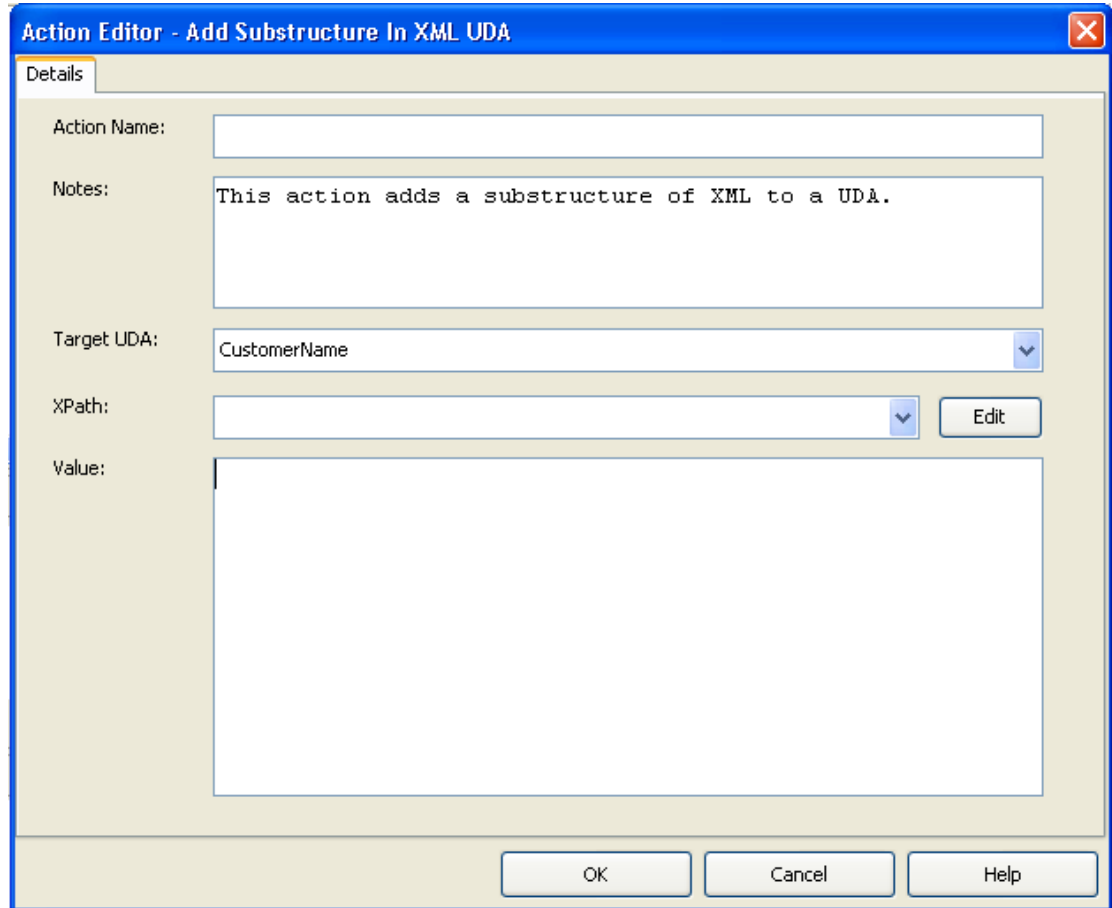 Action Editor - Add Substructure In XML UDA
Details
Action Name:
Notes:
This action adds a substructure of XML to a UDA.
Target UDA:
CustomerName
XPath:
Edit
Value:
OK
Cancel
Help